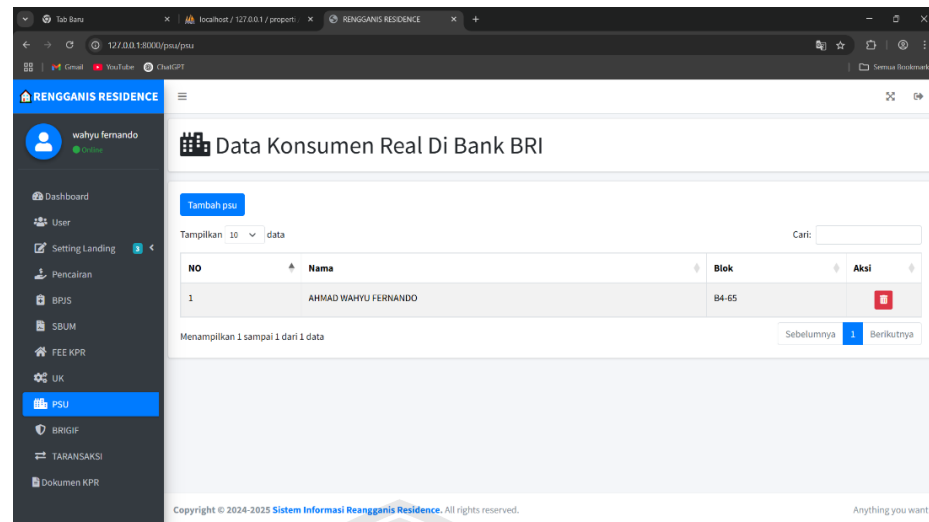 Tab Baru
localhost / 127.0.0.1 / properti
RENGGANIS RESIDENCE
127.0.0.1:8000/psu/psu
Gmail
YouTube
ChatGPT
Semua Bookmark
RENGGANIS RESIDENCE
wahyu fernando
Online
Dashboard
User
Setting Landing 3
Pencairan
BPJS
SBUM
FEE KPR
UK
PSU
BRIGIF
TARANSAKSI
Dokumen KPR
Data Konsumen Real Di Bank BRI
Tambah psu
Tampilkan 10 data
Cari:
NO Nama Blok Aksi
1 AHMAD WAHYU FERNANDO B4-65
Menampilkan 1 sampai 1 dari 1 data
Sebelumnya 1 Berikutnya
Copyright © 2024-2025 Sistem Informasi Reangganis Residence. All rights reserved.
Anything you want